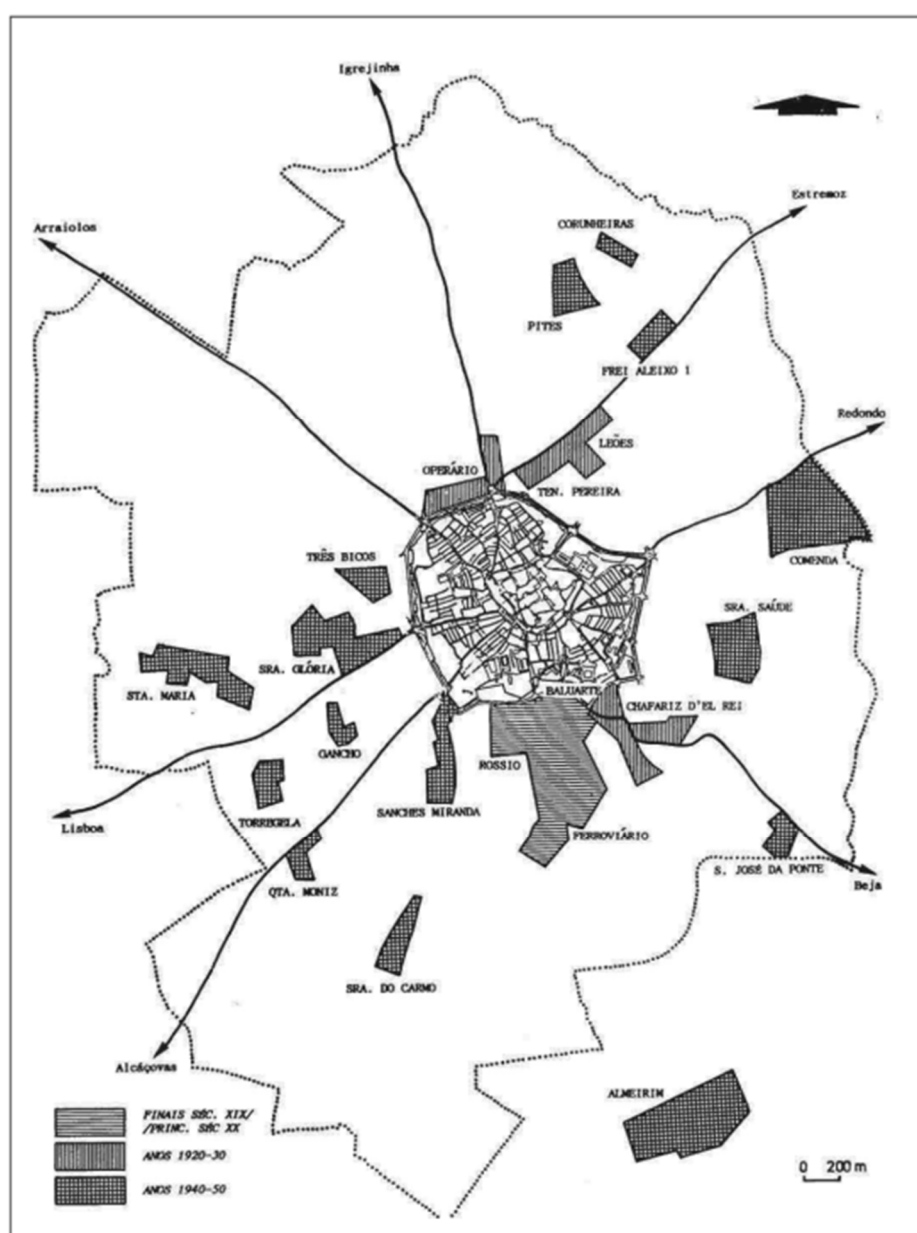 Igrejinha
Estremoz
Arraiolos
CORUNHEIRAS
PITES
FREI ALEIXO 1
Redondo
LEÕES
OPERÁRIO
TEN. PEREIRA
COMENDA
TRÊS BICOS
SRA. SAÚDE
SRA. GLÓRIA
STA. MARIA
BALUARTE
CHAFARIZ D'EL REI
GANCHO
ROSSIO
SANCHES MIRANDA
TORREGELA
Lisboa
FERROVIÁRIO
S. JOSÉ DA PONTE
QTA. MONIZ
Beja
SRA. DO CARMO
Alcáçovas
ALMEIRIM
FINAIS SÉC. XIX/
/PRINC. SÉC XX
ANOS 1920-30
ANOS 1940-50
0 200 m